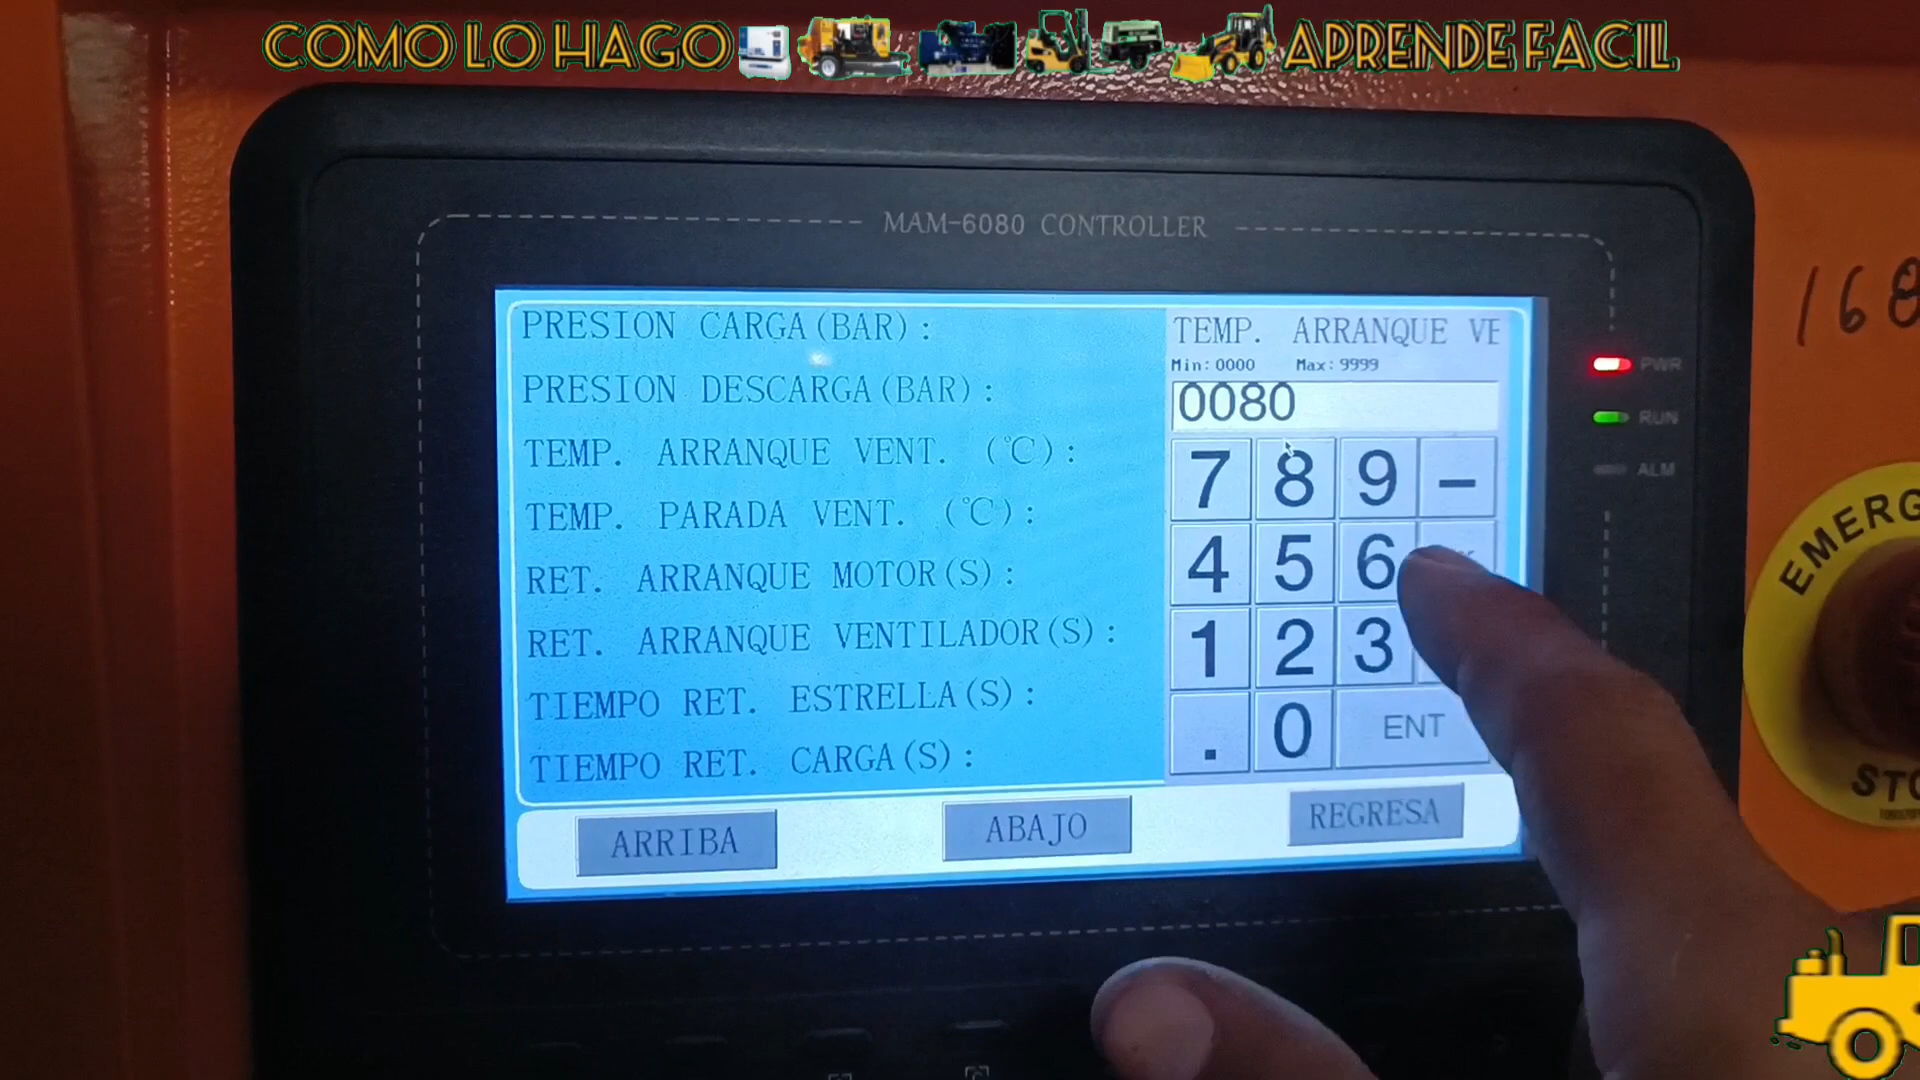 COMO LO HAGO APRENDE FACIL
MAM-6080 CONTROLLER
168
PRESION CARGA(BAR):
PRESION DESCARGA(BAR):
TEMP. ARRANQUE VENT. (℃):
TEMP. PARADA VENT. (℃):
RET. ARRANQUE MOTOR(S):
RET. ARRANQUE VENTILADOR(S):
TIEMPO RET. ESTRELLA(S):
TIEMPO RET. CARGA(S):
TEMP. ARRANQUE VE
Min:0000 Max:9999
0080
7 8 9 -
4 5 6
1 2 3
. 0 ENT
ARRIBA ABAJO REGRESA
PWR
RUN
ALM
EMERG
STO